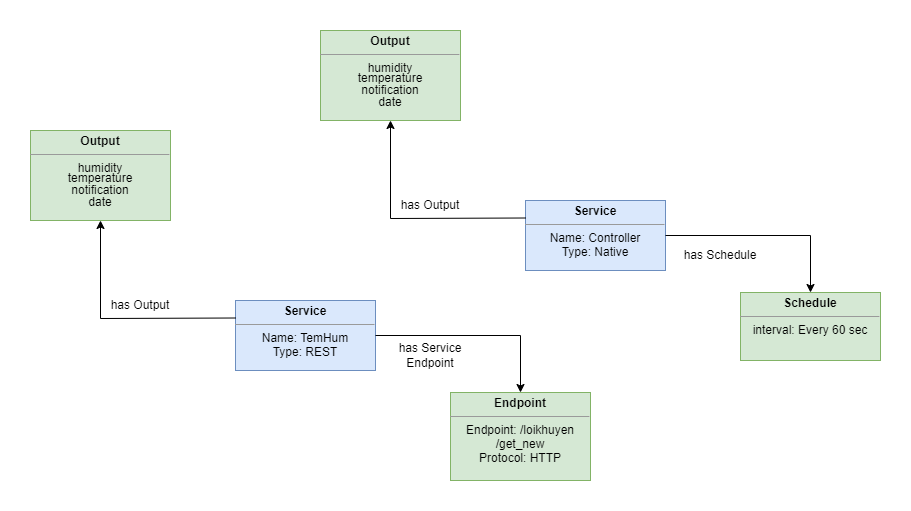 Output
humidity
temperature
notification
date
Output
humidity
temperature
notification
date
has Output
Service
Name: Controller
Type: Native
has Schedule
Schedule
interval: Every 60 sec
has Output
Service
Name: TemHum
Type: REST
has Service
Endpoint
Endpoint
Endpoint: /loikhuyen
/get_new
Protocol: HTTP